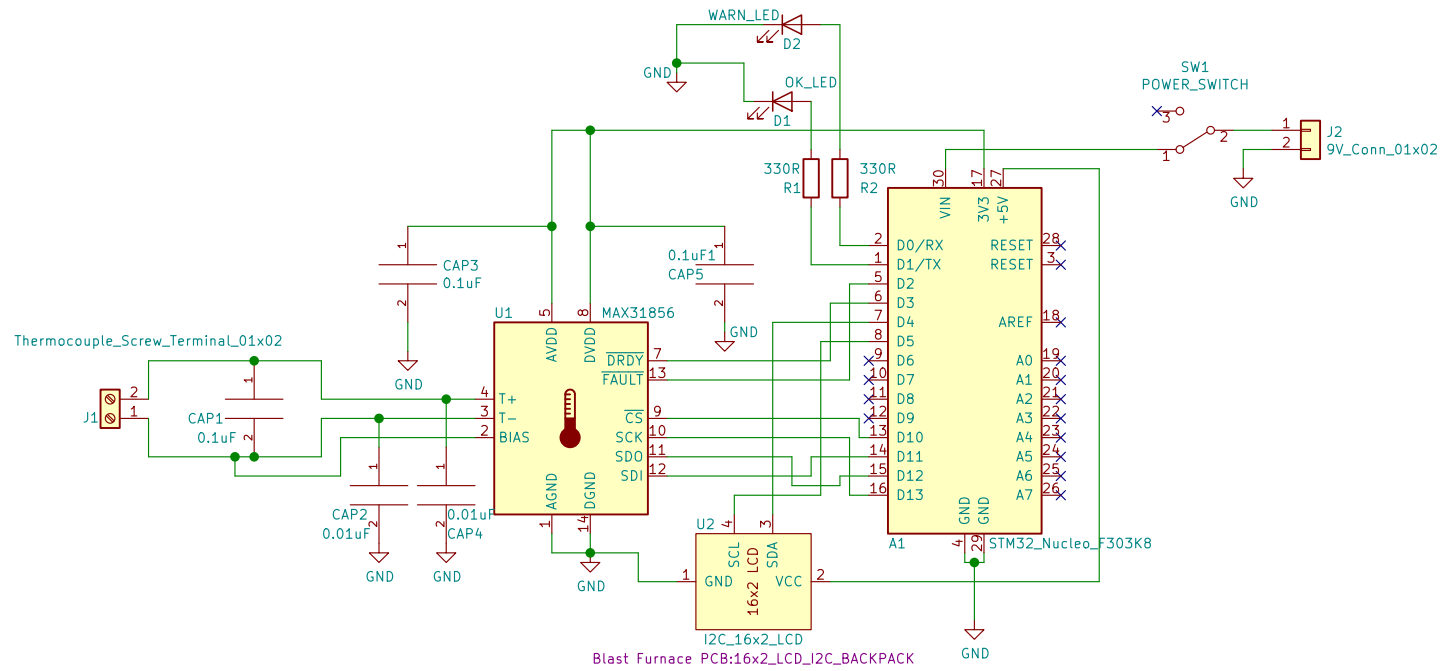 WARN_LED
D2
GND
OK_LED
D1
SW1
POWER_SWITCH
3
1
2
1
2
J2
9V_Conn_01x02
GND
330R
R1
330R
R2
30
17
27
VIN
3V3
+5V
2 D0/RX RESET 28
1 D1/TX RESET 3
5 D2
6 D3
7 D4 AREF 18
8 D5
9 D6 A0 19
10 D7 A1 20
11 D8 A2 21
12 D9 A3 22
13 D10 A4 23
14 D11 A5 24
15 D12 A6 25
16 D13 A7 26
GND
GND
4
29
A1
STM32_Nucleo_F303K8
GND
1
CAP3
0.1uF
2
GND
1
0.1uF1
CAP5
2
GND
U1
MAX31856
5
8
AVDD
DVDD
DRDY 7
FAULT 13
4 T+
3 T-
2 BIAS
CS 9
SCK 10
SDO 11
SDI 12
AGND
DGND
1
14
GND
Thermocouple_Screw_Terminal_01x02
2
1
J1
1
CAP1
0.1uF
2
1
CAP2
0.01uF
2
GND
1
0.01uF
CAP4
2
GND
U2
4
3
SCL
SDA
1 GND
VCC 2
16x2 LCD
I2C_16x2_LCD
Blast Furnace PCB:16x2_LCD_I2C_BACKPACK